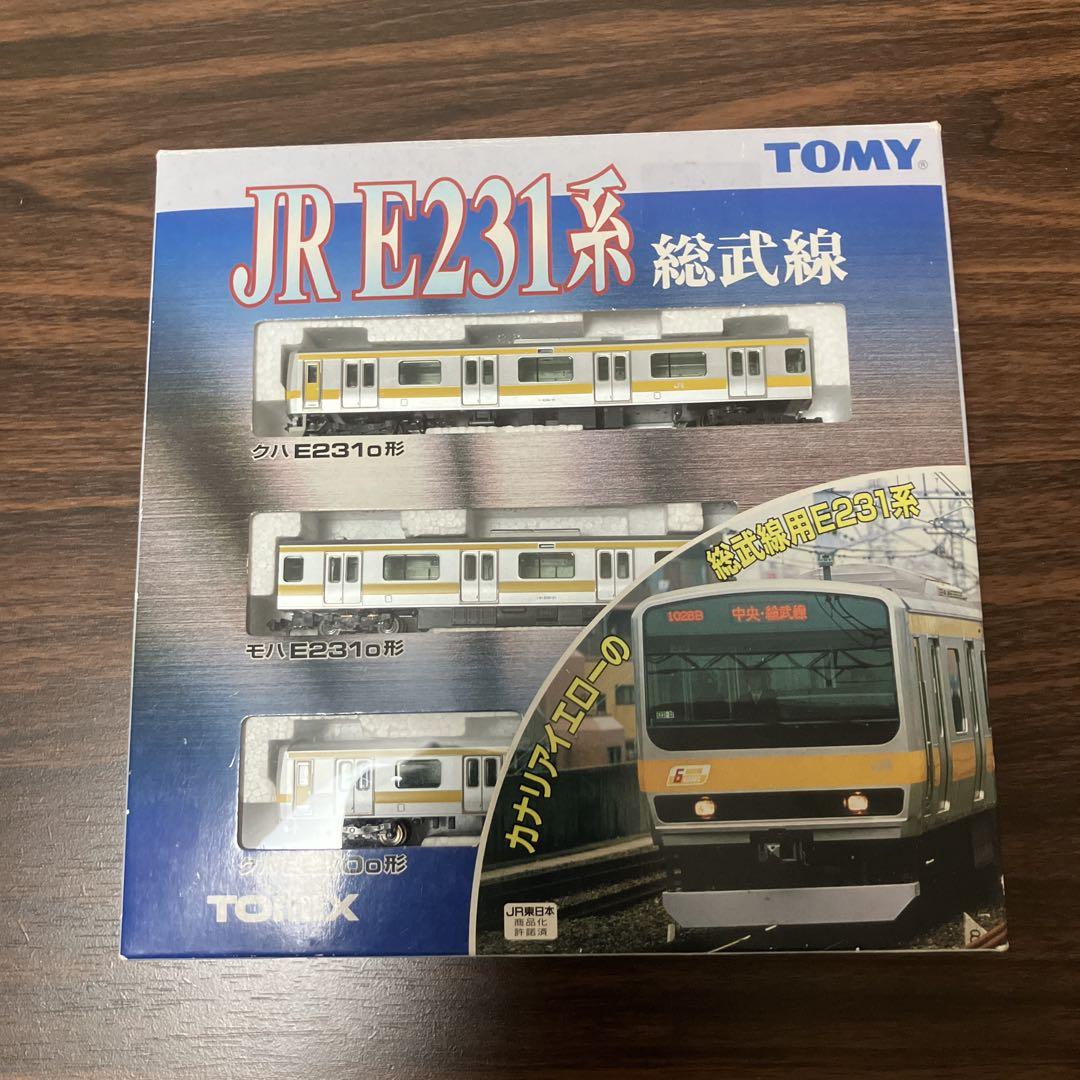 TOMY®
JR E231系 総武線
クハE231o形
モハE231o形
総武線用E231系
カナリアイエローの
1028B 中央・総武線
6
JR
TOMIX
JR東日本
商品化
許諾済